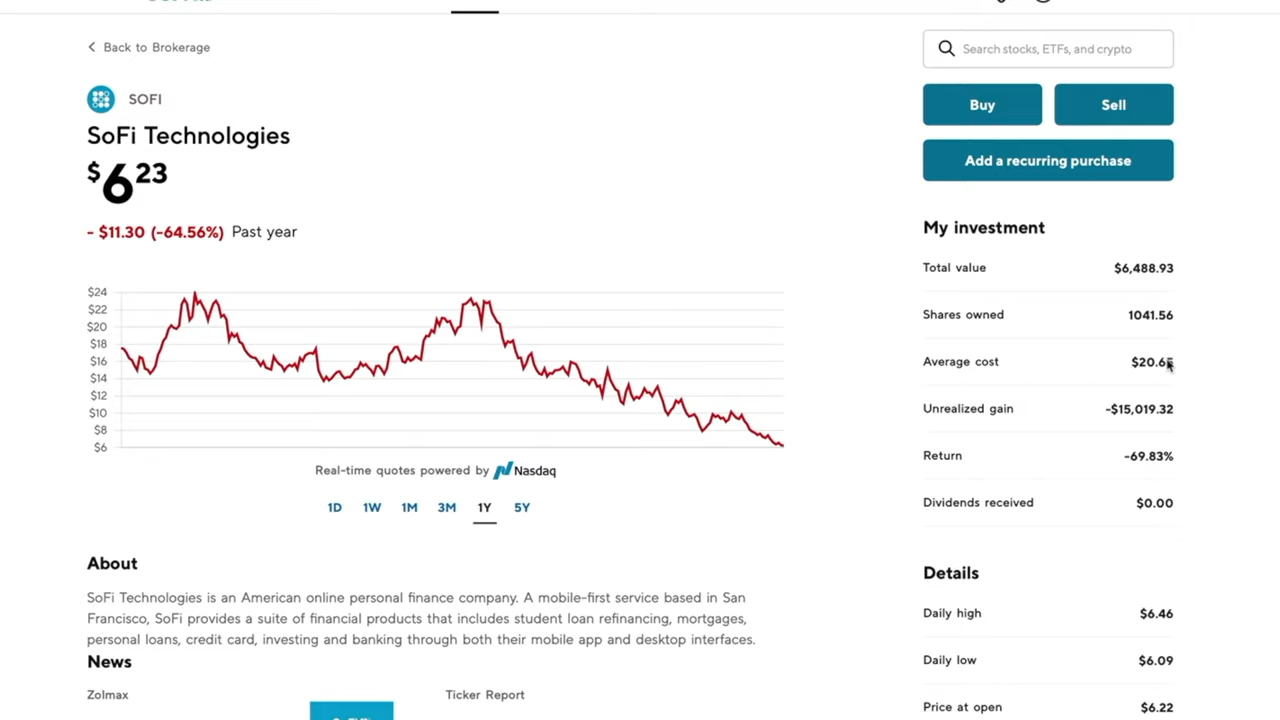 Back to Brokerage
SOFI
SoFi Technologies
$6 23
- $11.30 (-64.56%) Past year
$24
$22
$20
$18
$16
$14
$12
$10
$8
$6
Real-time quotes powered by Nasdaq
1D 1W 1M 3M 1Y 5Y
About
SoFi Technologies is an American online personal finance company. A mobile-first service based in San
Francisco, SoFi provides a suite of financial products that includes student loan refinancing, mortgages,
personal loans, credit card, investing and banking through both their mobile app and desktop interfaces.
News
Zolmax
Ticker Report
Search stocks, ETFs, and crypto
Buy Sell
Add a recurring purchase
My investment
Total value $6,488.93
Shares owned 1041.56
Average cost
Unrealized gain -$15,019.32
Return -69.83%
Dividends received $0.00
Details
Daily high $6.46
Daily low $6.09
Price at open $6.22